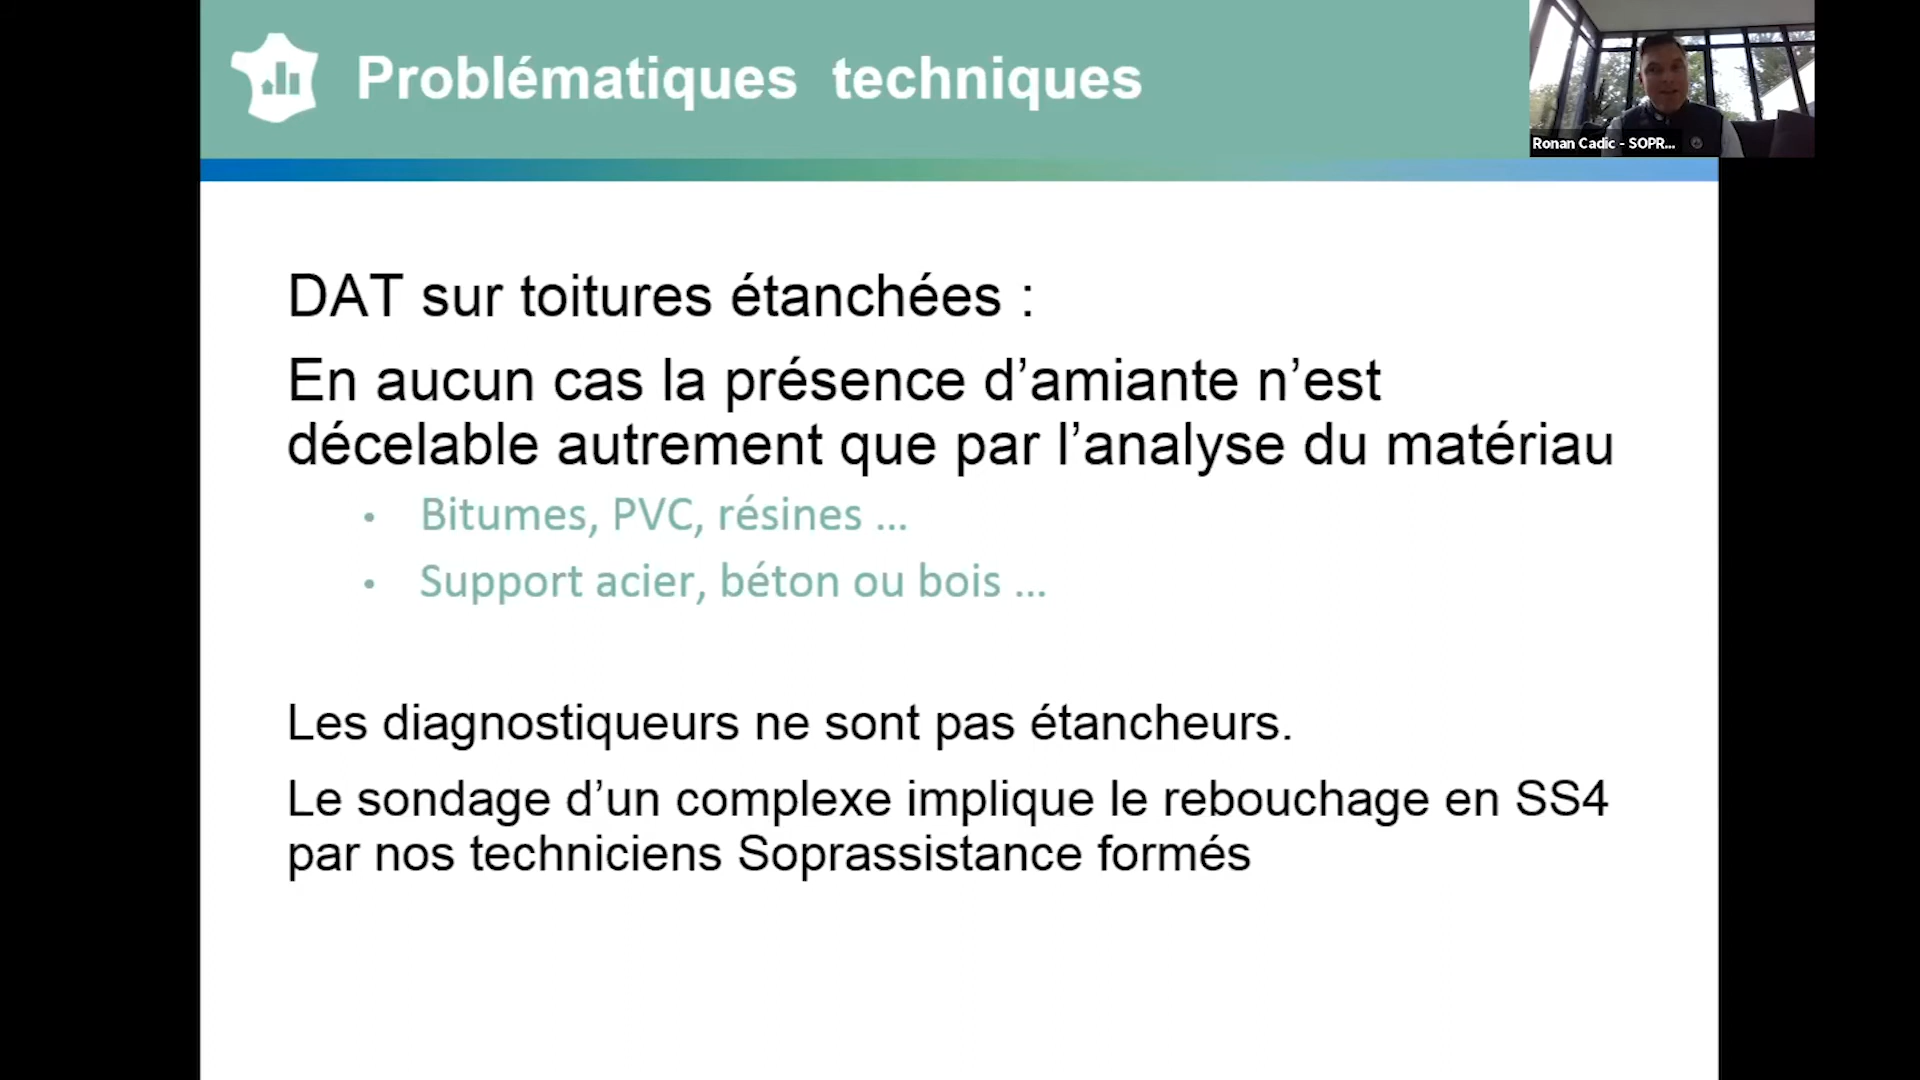 Problématiques techniques
Ronan Cadic - SOPR...
DAT sur toitures étanchées :
En aucun cas la présence d’amiante n’est
décelable autrement que par l’analyse du matériau
• Bitumes, PVC, résines ...
• Support acier, béton ou bois ...
Les diagnostiqueurs ne sont pas étancheurs.
Le sondage d’un complexe implique le rebouchage en SS4
par nos techniciens Soprassistance formés